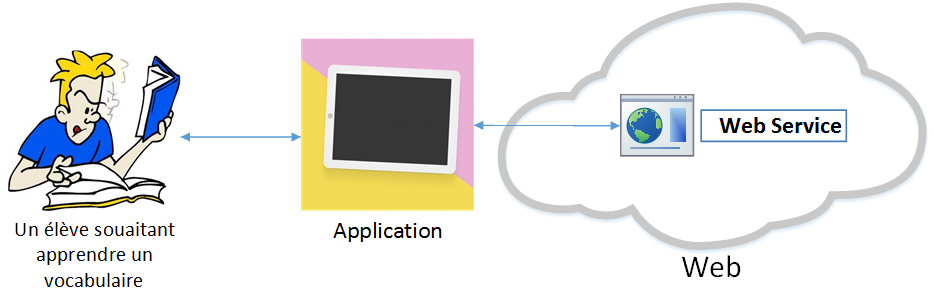 Web Service
Un élève souaitant
apprendre un
vocabulaire
Application
Web